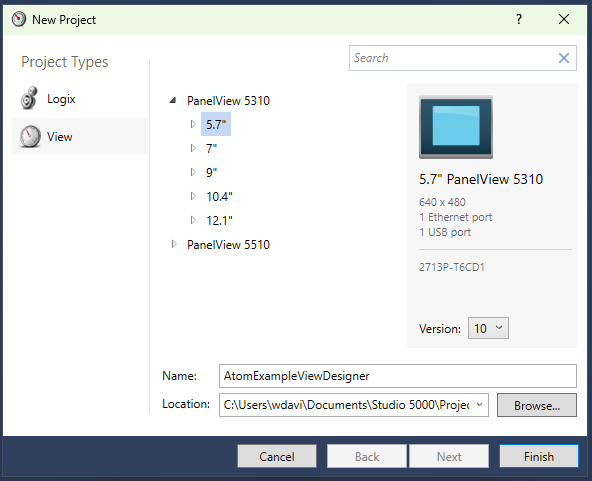 New Project
?
Project Types
Search
Logix
View
PanelView 5310
5.7"
7"
9"
10.4"
12.1"
PanelView 5510
5.7" PanelView 5310
640 x 480
1 Ethernet port
1 USB port
2713P-T6CD1
Version: 10
Name: AtomExampleViewDesigner
Location: C:\Users\wdavi\Documents\Studio 5000\Projec
Browse...
Cancel Back Next Finish